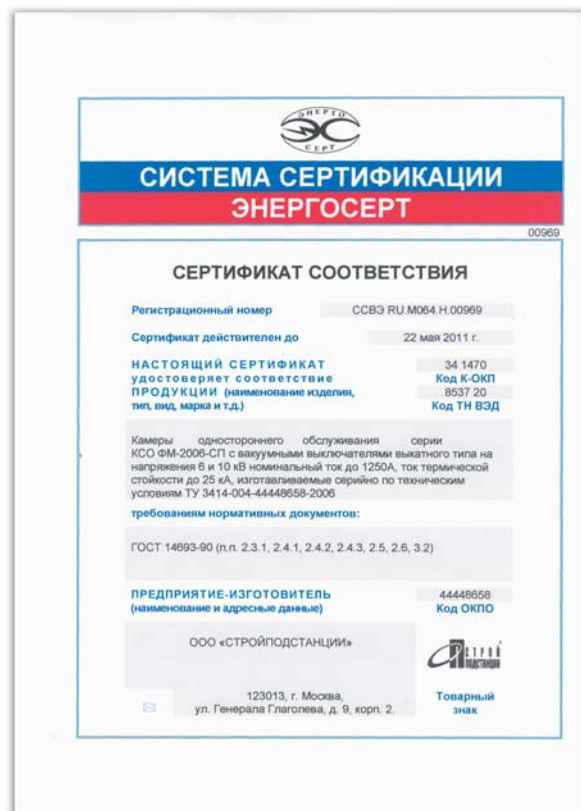 ЭНЕРГО
ЭС
СЕРТ
СИСТЕМА СЕРТИФИКАЦИИ
ЭНЕРГОСЕРТ
00969
СЕРТИФИКАТ СООТВЕТСТВИЯ
Регистрационный номер ССВЭ RU.М064.Н.00969
Сертификат действителен до 22 мая 2011 г.
НАСТОЯЩИЙ СЕРТИФИКАТ 34 1470
удостоверяет соответствие Код К-ОКП
ПРОДУКЦИИ (наименование изделия, 8537 20
тип, вид, марка и т.д.) Код ТН ВЭД
Камеры одностороннего обслуживания серии
КСО ФМ-2006-СП с вакуумными выключателями выкатного типа на
напряжения 6 и 10 кВ номинальный ток до 1250А, ток термической
стойкости до 25 кА, изготавливаемые серийно по техническим
условиям ТУ 3414-004-44448658-2006
требованиям нормативных документов:
ГОСТ 14693-90 (п.п. 2.3.1, 2.4.1, 2.4.2, 2.4.3, 2.5, 2.6, 3.2)
ПРЕДПРИЯТИЕ-ИЗГОТОВИТЕЛЬ 44448658
(наименование и адресные данные) Код ОКПО
ООО «СТРОЙПОДСТАНЦИИ»
СТРОЙ
ПОДСТАНЦИИ
123013, г. Москва, Товарный
ул. Генерала Глаголева, д. 9, корп. 2. знак